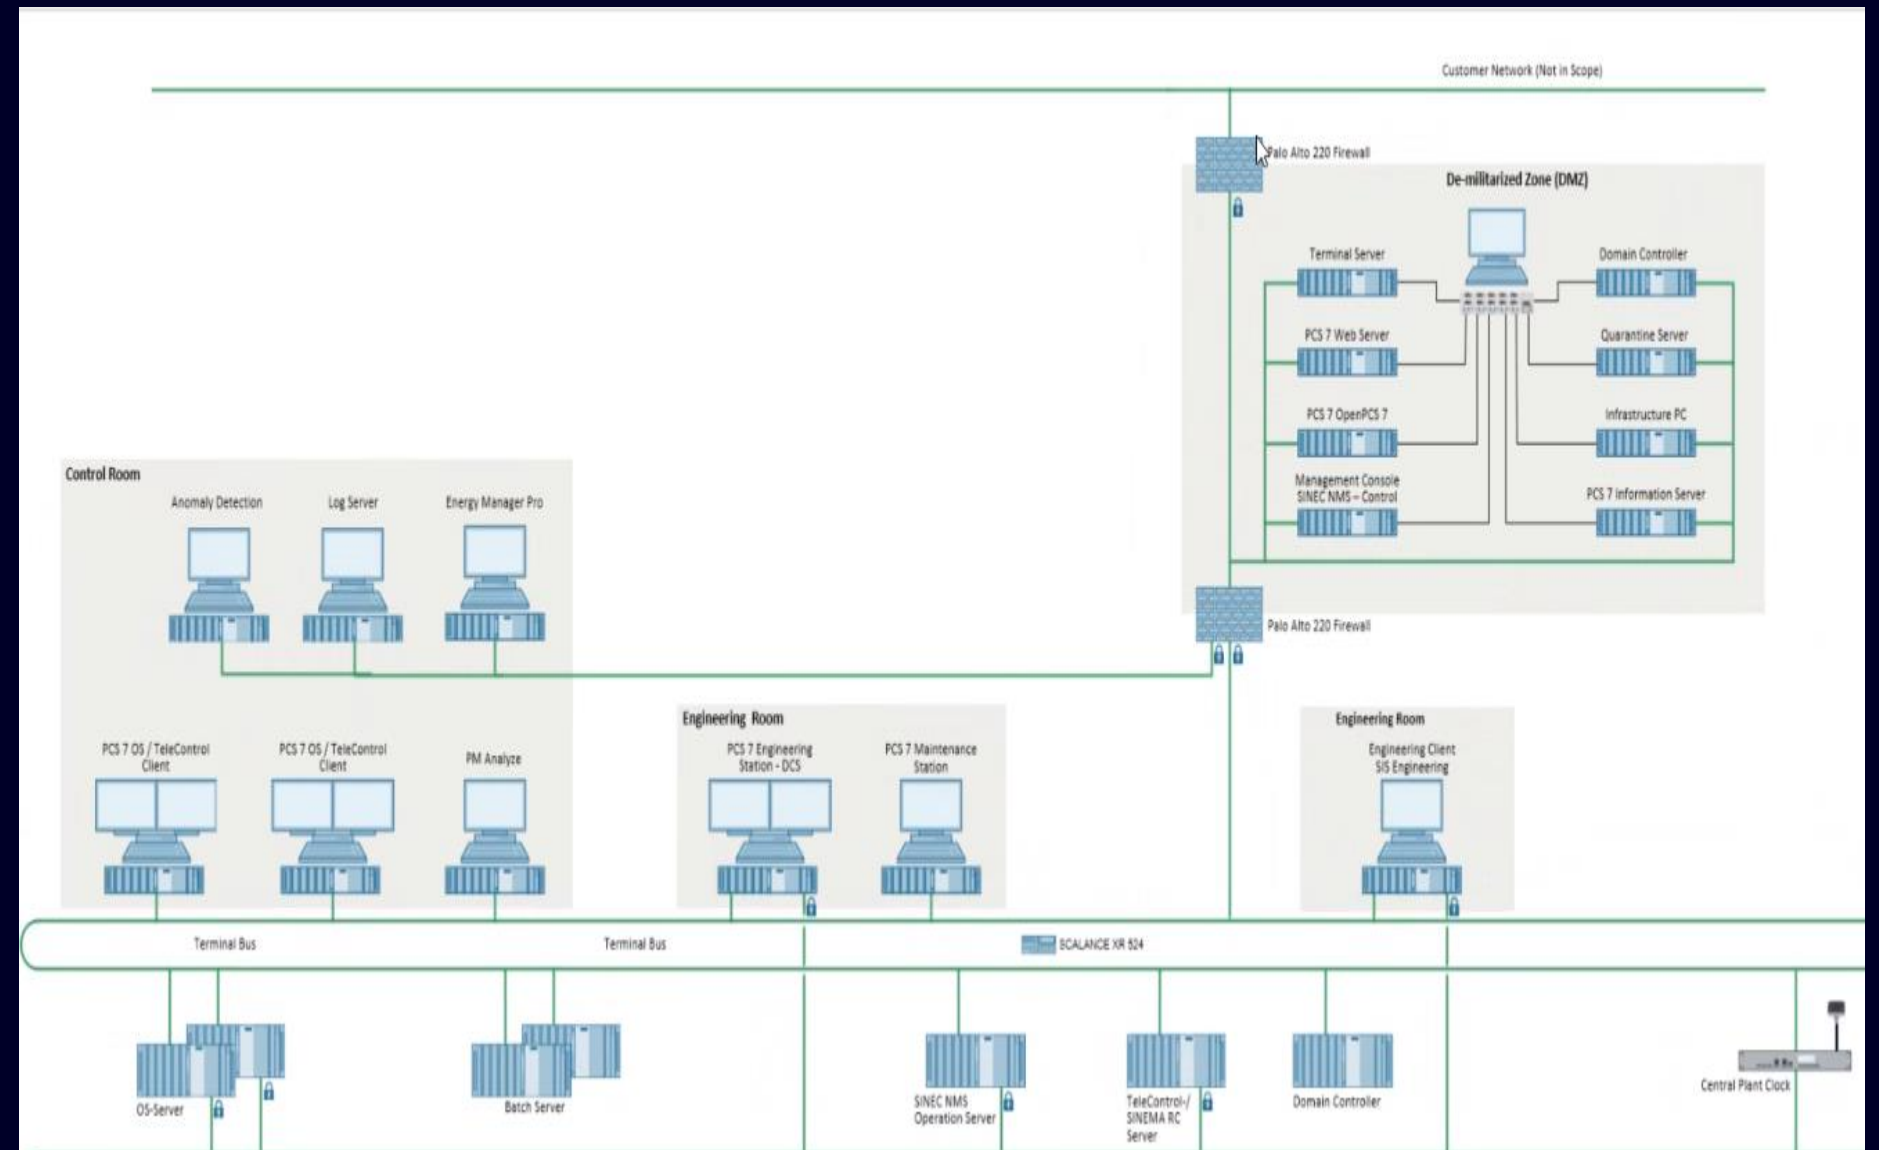 Customer Network (Not in Scope)
Palo Alto 220 Firewall
De-militarized Zone (DMZ)
Terminal Server
Domain Controller
PCS 7 Web Server
Quarantine Server
PCS 7 OpenPCS 7
Infrastructure PC
Management Console
SINEC NMS – Control
PCS 7 Information Server
Control Room
Anomaly Detection
Log Server
Energy Manager Pro
Palo Alto 220 Firewall
Engineering Room
Engineering Room
PCS 7 OS / TeleControl
Client
PCS 7 OS / TeleControl
Client
PM Analyze
PCS 7 Engineering
Station - DCS
PCS 7 Maintenance
Station
Engineering Client
SIS Engineering
Terminal Bus
Terminal Bus
SCALANCE XR 524
OS-Server
Batch Server
SINEC NMS
Operation Server
TeleControl-/
SINEMA RC
Server
Domain Controller
Central Plant Clock